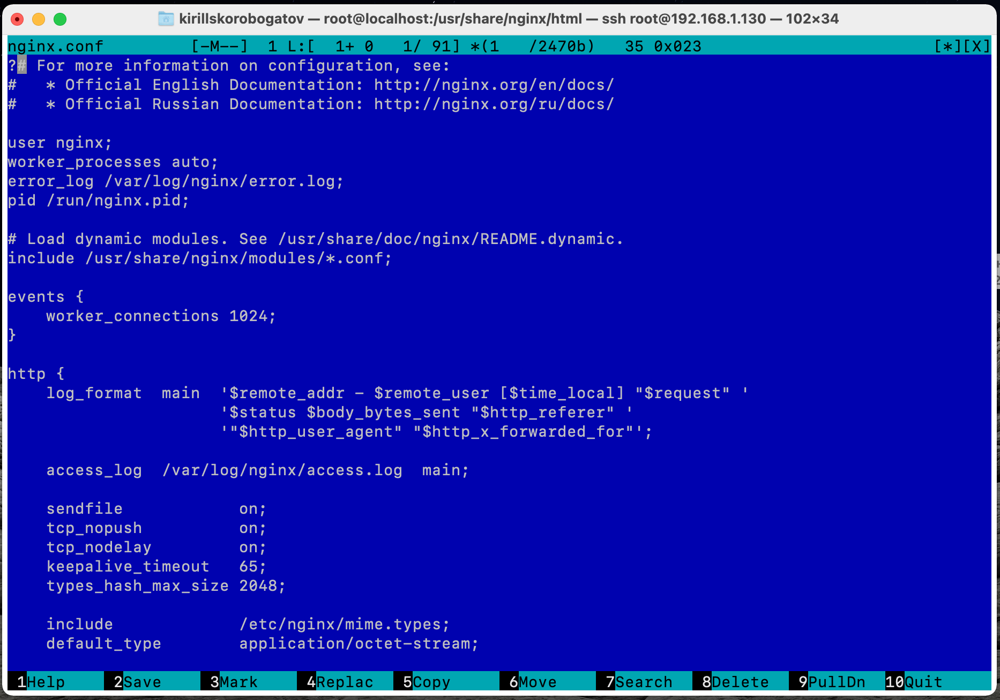 kirillskorobogatov — root@localhost:/usr/share/nginx/html — ssh root@192.168.1.130 — 102×34
nginx.conf         [-M--]  1 L:[  1+ 0   1/ 91] *(1   /2470b)   35 0x023                        [*][X]
?# For more information on configuration, see:
#   * Official English Documentation: http://nginx.org/en/docs/
#   * Official Russian Documentation: http://nginx.org/ru/docs/

user nginx;
worker_processes auto;
error_log /var/log/nginx/error.log;
pid /run/nginx.pid;

# Load dynamic modules. See /usr/share/doc/nginx/README.dynamic.
include /usr/share/nginx/modules/*.conf;

events {
    worker_connections 1024;
}

http {
    log_format  main  '$remote_addr - $remote_user [$time_local] "$request" '
                      '$status $body_bytes_sent "$http_referer" '
                      '"$http_user_agent" "$http_x_forwarded_for"';

    access_log  /var/log/nginx/access.log  main;

    sendfile            on;
    tcp_nopush          on;
    tcp_nodelay         on;
    keepalive_timeout   65;
    types_hash_max_size 2048;

    include             /etc/nginx/mime.types;
    default_type        application/octet-stream;

1Help 2Save 3Mark 4Replac 5Copy 6Move 7Search 8Delete 9PullDn 10Quit